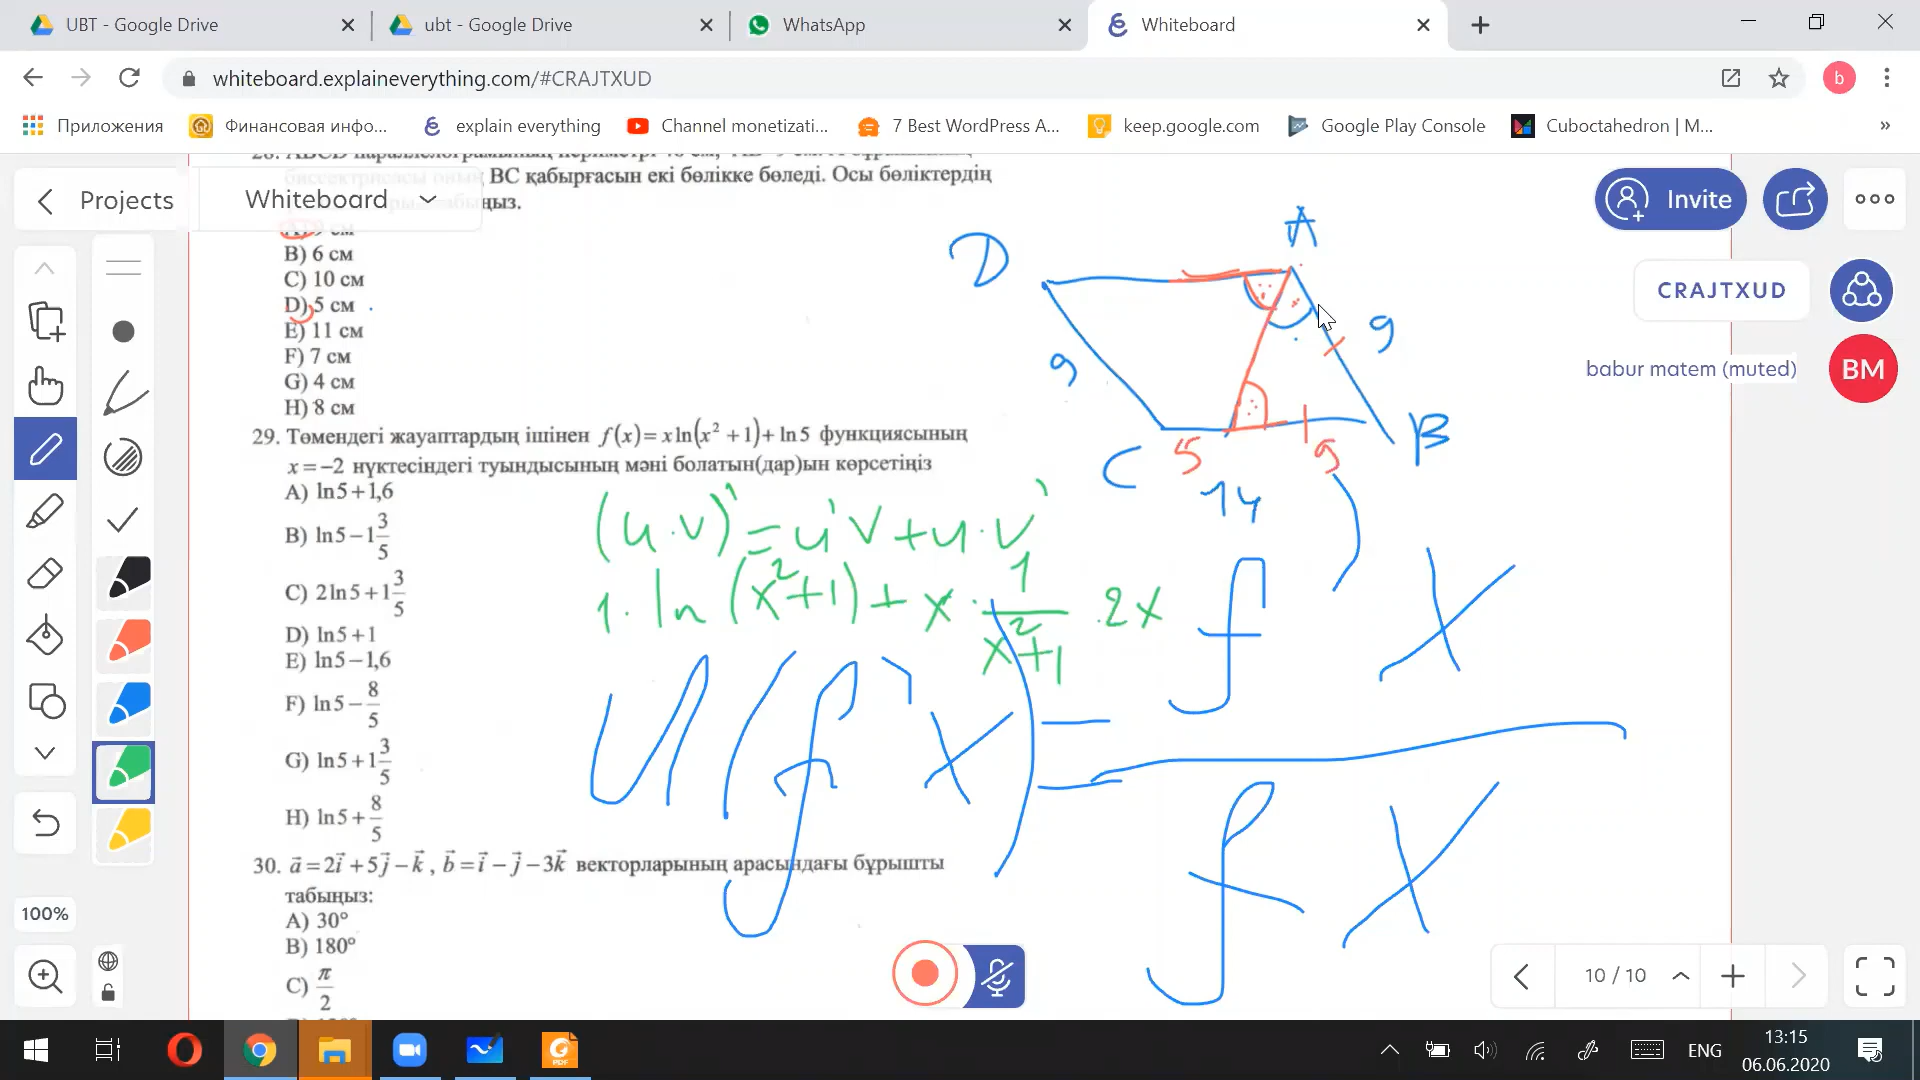 UBT - Google Drive
ubt - Google Drive
WhatsApp
Whiteboard
whiteboard.explaineverything.com/#CRAJTXUD
b
Приложения
Финансовая инфо...
explain everything
Channel monetizati...
7 Best WordPress A...
keep.google.com
Google Play Console
Cuboctahedron | M...
»
Projects
Whiteboard
Invite
CRAJTXUD
babur matem (muted)
BM
BC қабырғасын екі бөлікке бөледі. Осы бөліктердің
B) 6 см
C) 10 см
D) 5 см
E) 11 см
F) 7 см
G) 4 см
H) 8 см
29. Төмендегі жауаптардың ішінен f(x)=x ln(x²+1)+ln5 функциясының
x=−2 нүктесіндегі туындысының мәні болатын(дар)ын көрсетіңіз
A) ln5+1,6
B) ln5−1 3/5
C) 2ln5+1 3/5
D) ln5+1
E) ln5−1,6
F) ln5− 8/5
G) ln5+1 3/5
H) ln5+ 8/5
30. a⃗=2i⃗+5j⃗−k⃗, b⃗=i⃗−j⃗−3k⃗ векторларының арасындағы бұрышты
табыңыз:
A) 30°
B) 180°
C) π/2
A
D
9
9
B
C
5
9
14
(u·v)'=u'v+u·v'
1·ln(x²+1)+x·1/(x²+1)·2x
f x
f x
100%
10 / 10
ENG
13:15
06.06.2020